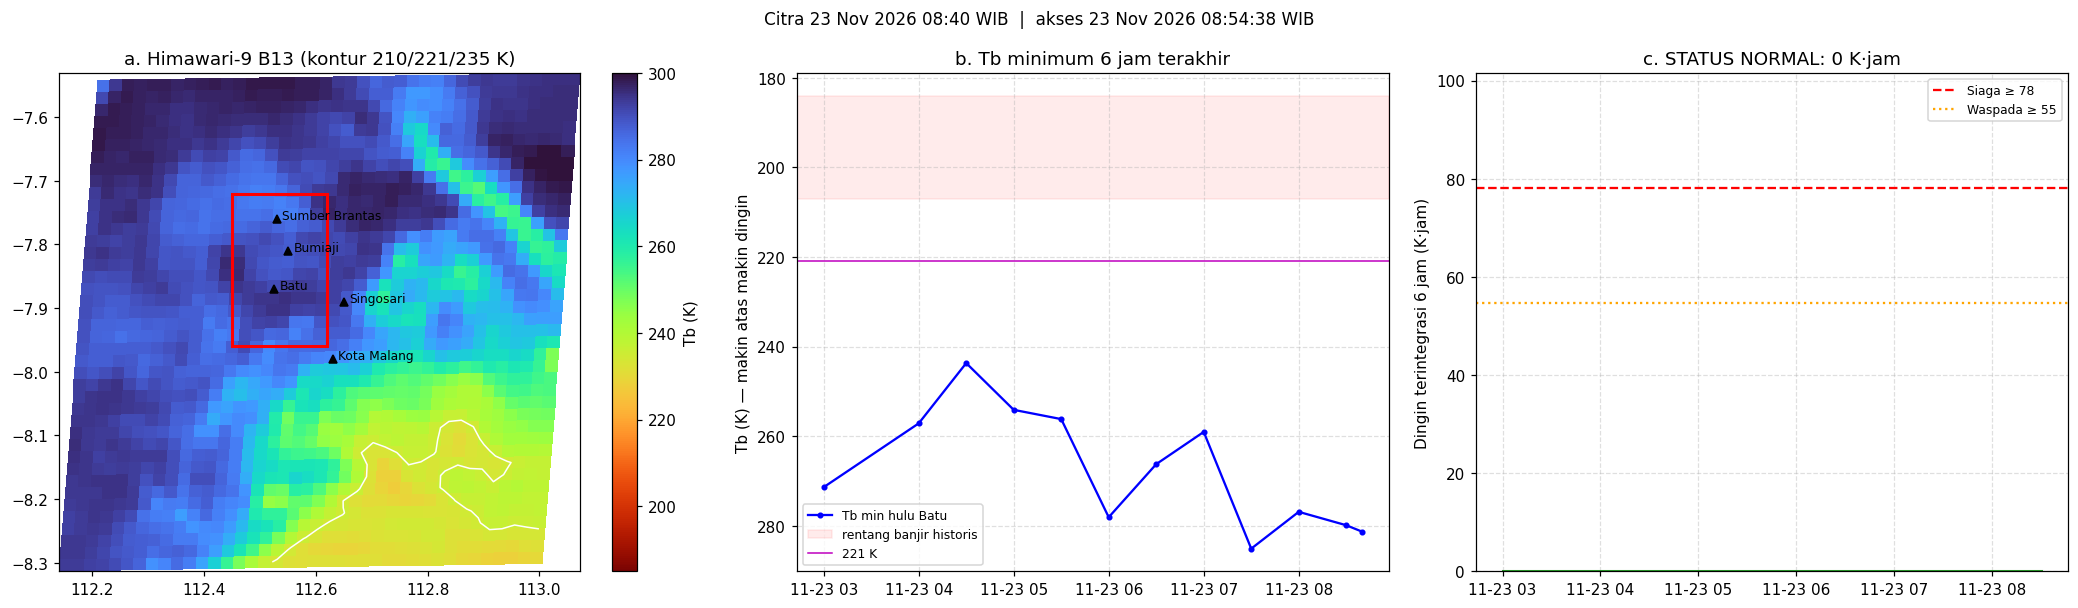 Citra 23 Nov 2026 08:40 WIB | akses 23 Nov 2026 08:54:38 WIB
a. Himawari-9 B13 (kontur 210/221/235 K)
−7.6
−7.7
−7.8
−7.9
−8.0
−8.1
−8.2
−8.3
112.2
112.4
112.6
112.8
113.0
Sumber Brantas
Bumiaji
Batu
Singosari
Kota Malang
300
280
260
240
220
200
Tb (K)
b. Tb minimum 6 jam terakhir
Tb (K) — makin atas makin dingin
180
200
220
240
260
280
Tb min hulu Batu
rentang banjir historis
221 K
11-23 03
11-23 04
11-23 05
11-23 06
11-23 07
11-23 08
c. STATUS NORMAL: 0 K·jam
Dingin terintegrasi 6 jam (K·jam)
100
80
60
40
20
0
Siaga ≥ 78
Waspada ≥ 55
11-23 03
11-23 04
11-23 05
11-23 06
11-23 07
11-23 08